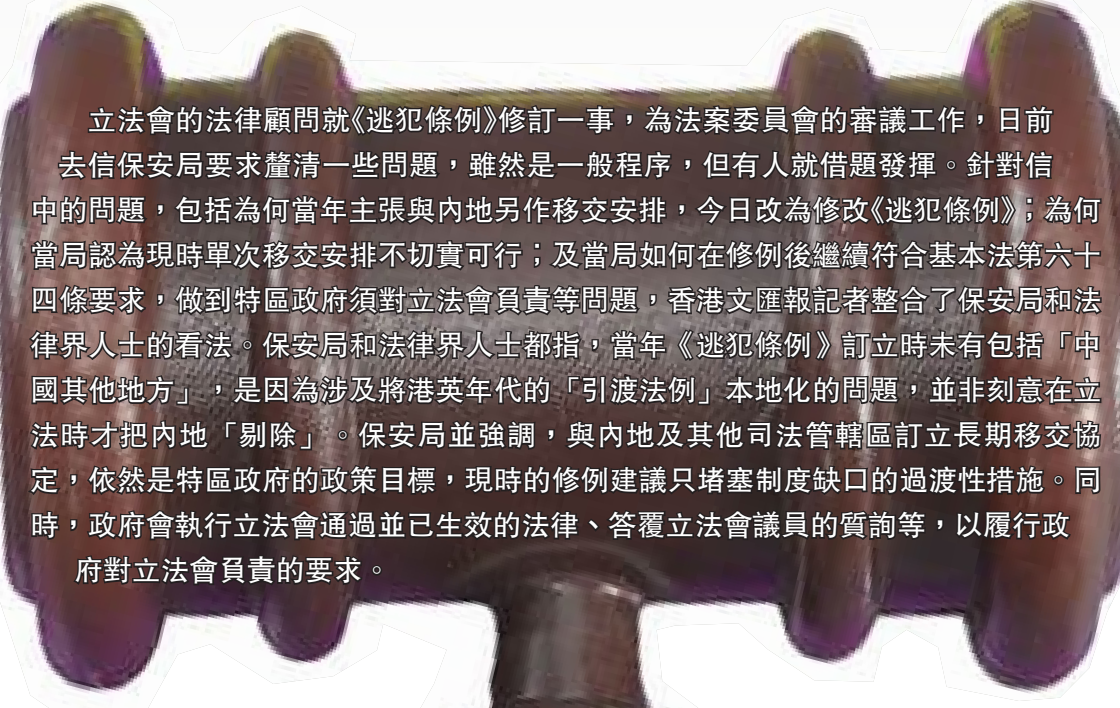 立法會的法律顧問就《逃犯條例》修訂一事，為法案委員會的審議工作，日前
去信保安局要求釐清一些問題，雖然是一般程序，但有人就借題發揮。針對信
中的問題，包括為何當年主張與內地另作移交安排，今日改為修改《逃犯條例》；為何
當局認為現時單次移交安排不切實可行；及當局如何在修例後繼續符合基本法第六十
四條要求，做到特區政府須對立法會負責等問題，香港文匯報記者整合了保安局和法
律界人士的看法。保安局和法律界人士都指，當年《逃犯條例》訂立時未有包括「中
國其他地方」，是因為涉及將港英年代的「引渡法例」本地化的問題，並非刻意在立
法時才把內地「剔除」。保安局並強調，與內地及其他司法管轄區訂立長期移交協
定，依然是特區政府的政策目標，現時的修例建議只堵塞制度缺口的過渡性措施。同
時，政府會執行立法會通過並已生效的法律、答覆立法會議員的質詢等，以履行政
府對立法會負責的要求。